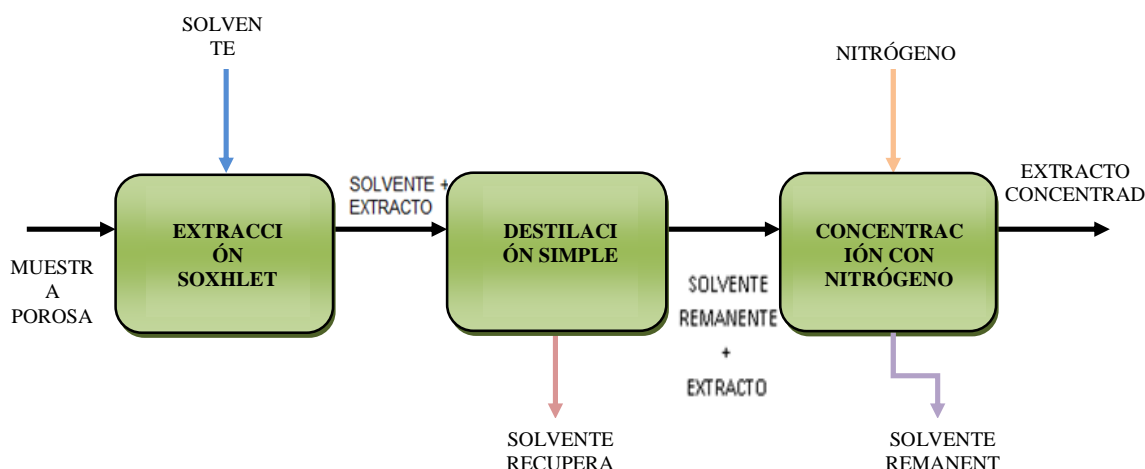 SOLVEN
TE
NITRÓGENO
SOLVENTE +
EXTRACTO
EXTRACTO
CONCENTRAD
EXTRACCI
ÓN
SOXHLET
DESTILACI
ÓN SIMPLE
CONCENTRAC
IÓN CON
NITRÓGENO
MUESTR
A
POROSA
SOLVENTE
REMANENTE
+
EXTRACTO
SOLVENTE
RECUPERA
SOLVENTE
REMANENT